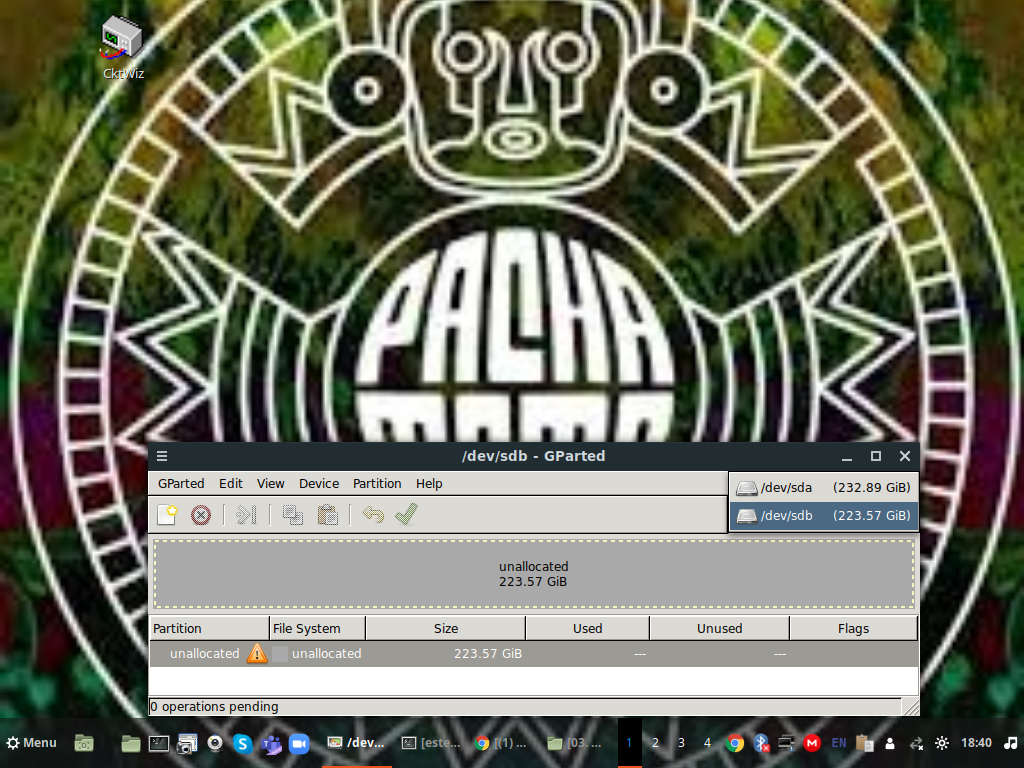 CktWiz
PACHA
MAMA
/dev/sdb - GParted
GParted Edit View Device Partition Help
/dev/sda (232.89 GiB)
/dev/sdb (223.57 GiB)
unallocated
223.57 GiB
Partition File System Size Used Unused Flags
unallocated unallocated 223.57 GiB --- ---
0 operations pending
Menu S /dev... [este... [(1) ... [03. ... 1 2 3 4 M EN 18:40